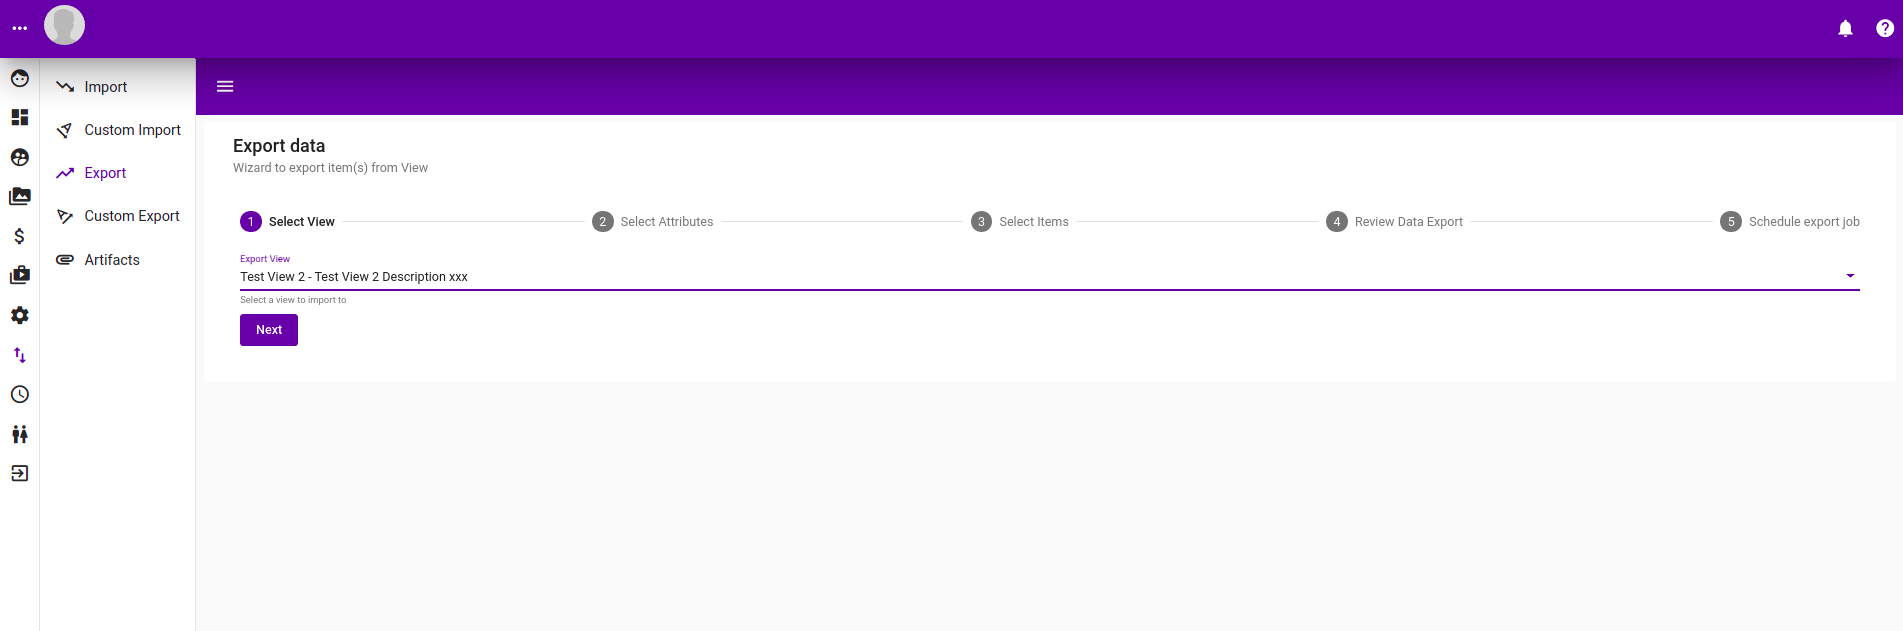 Import
Custom Import
Export
Custom Export
Artifacts
Export data
Wizard to export item(s) from View
1 Select View
2 Select Attributes
3 Select Items
4 Review Data Export
5 Schedule export job
Export View
Test View 2 - Test View 2 Description xxx
Select a view to import to
Next